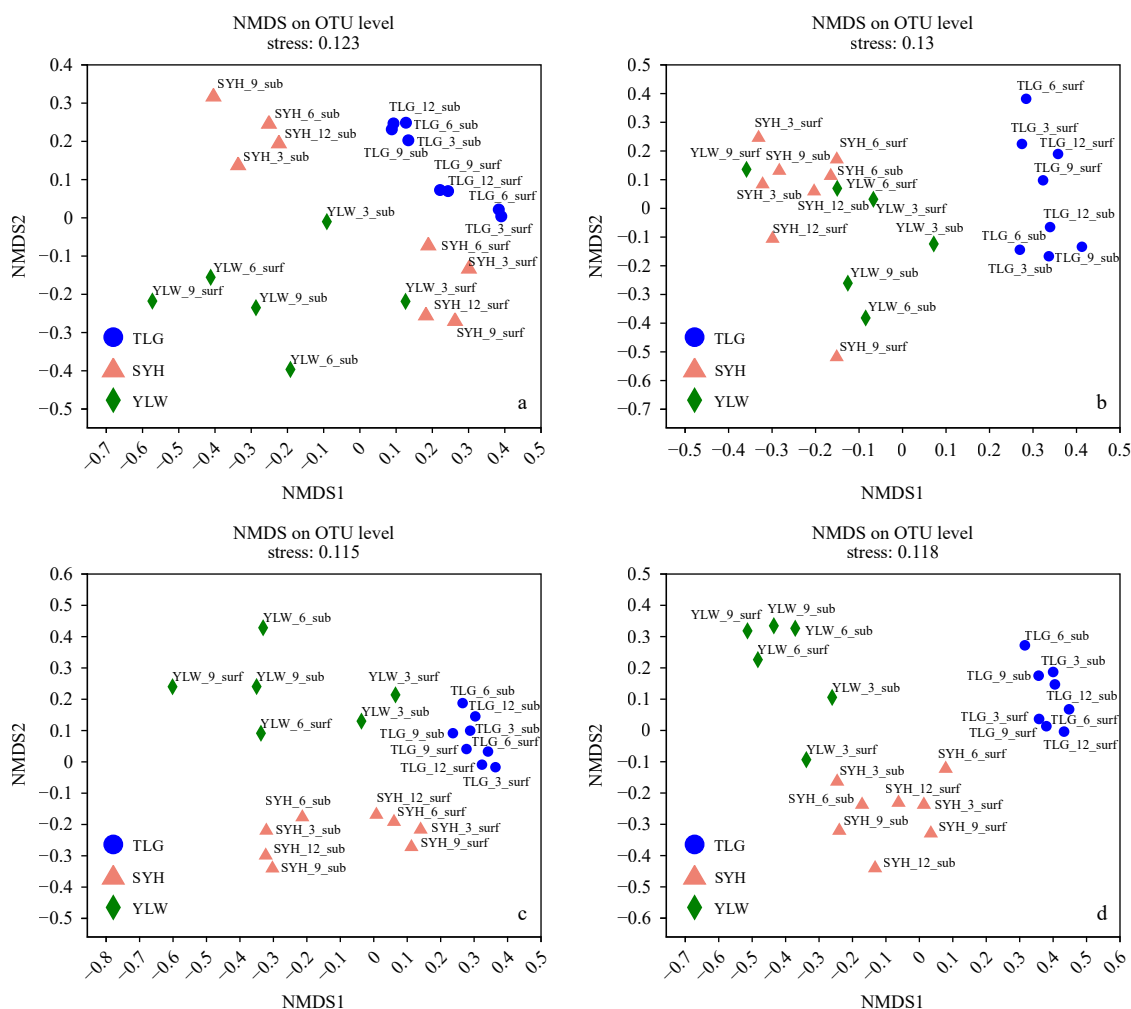 NMDS on OTU level
stress: 0.123
0.4
0.3
0.2
0.1
0
−0.1
−0.2
−0.3
−0.4
−0.5
NMDS2
SYH_9_sub
SYH_6_sub
SYH_12_sub
SYH_3_sub
TLG_12_sub
TLG_6_sub
TLG_3_sub
TLG_9_sub
TLG_9_surf
TLG_12_surf
TLG_6_surf
TLG_3_surf
YLW_3_sub
SYH_6_surf
SYH_3_surf
YLW_6_surf
YLW_9_surf
YLW_9_sub
YLW_3_surf
SYH_12_surf
SYH_9_surf
YLW_6_sub
TLG
SYH
YLW
a
−0.7
−0.6
−0.5
−0.4
−0.3
−0.2
−0.1
0
0.1
0.2
0.3
0.4
0.5
NMDS1
NMDS on OTU level
stress: 0.13
0.5
0.4
0.3
0.2
0.1
0
−0.1
−0.2
−0.3
−0.4
−0.5
−0.6
−0.7
NMDS2
TLG_6_surf
SYH_3_surf
TLG_3_surf
TLG_12_surf
SYH_6_surf
YLW_9_surf
SYH_9_sub
TLG_9_surf
SYH_6_sub
YLW_6_surf
SYH_3_sub
SYH_12_sub
YLW_3_surf
SYH_12_surf
YLW_3_sub
TLG_12_sub
TLG_6_sub
TLG_9_sub
TLG_3_sub
YLW_9_sub
YLW_6_sub
SYH_9_surf
TLG
SYH
YLW
b
−0.5
−0.4
−0.3
−0.2
−0.1
0
0.1
0.2
0.3
0.4
0.5
NMDS1
NMDS on OTU level
stress: 0.115
0.6
0.5
0.4
0.3
0.2
0.1
0
−0.1
−0.2
−0.3
−0.4
−0.5
NMDS2
YLW_6_sub
YLW_9_surf
YLW_9_sub
YLW_3_surf
TLG_6_sub
TLG_12_sub
YLW_3_sub
YLW_6_surf
TLG_9_sub
TLG_3_sub
TLG_6_surf
TLG_9_surf
TLG_12_surf
TLG_3_surf
SYH_6_sub
SYH_12_surf
SYH_6_surf
SYH_3_sub
SYH_3_surf
SYH_12_sub
SYH_9_surf
SYH_9_sub
TLG
SYH
YLW
c
−0.8
−0.7
−0.6
−0.5
−0.4
−0.3
−0.2
−0.1
0
0.1
0.2
0.3
0.4
0.5
NMDS1
NMDS on OTU level
stress: 0.118
0.5
0.4
0.3
0.2
0.1
0
−0.1
−0.2
−0.3
−0.4
−0.5
−0.6
NMDS2
YLW_9_surf
YLW_9_sub
YLW_6_sub
YLW_6_surf
TLG_6_sub
TLG_3_sub
TLG_9_sub
YLW_3_sub
TLG_12_sub
TLG_3_surf
TLG_6_surf
TLG_9_surf
TLG_12_surf
YLW_3_surf
SYH_6_surf
SYH_3_sub
SYH_12_surf
SYH_6_sub
SYH_3_surf
SYH_9_sub
SYH_9_surf
SYH_12_sub
TLG
SYH
YLW
d
−0.7
−0.6
−0.5
−0.4
−0.3
−0.2
−0.1
0
0.1
0.2
0.3
0.4
0.5
0.6
NMDS1